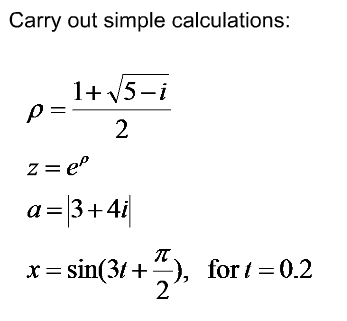 Carry out simple calculations:
ρ = (1 + √(5 − i)) / 2
z = e^ρ
a = |3 + 4i|
x = sin(3t + π/2), for t = 0.2